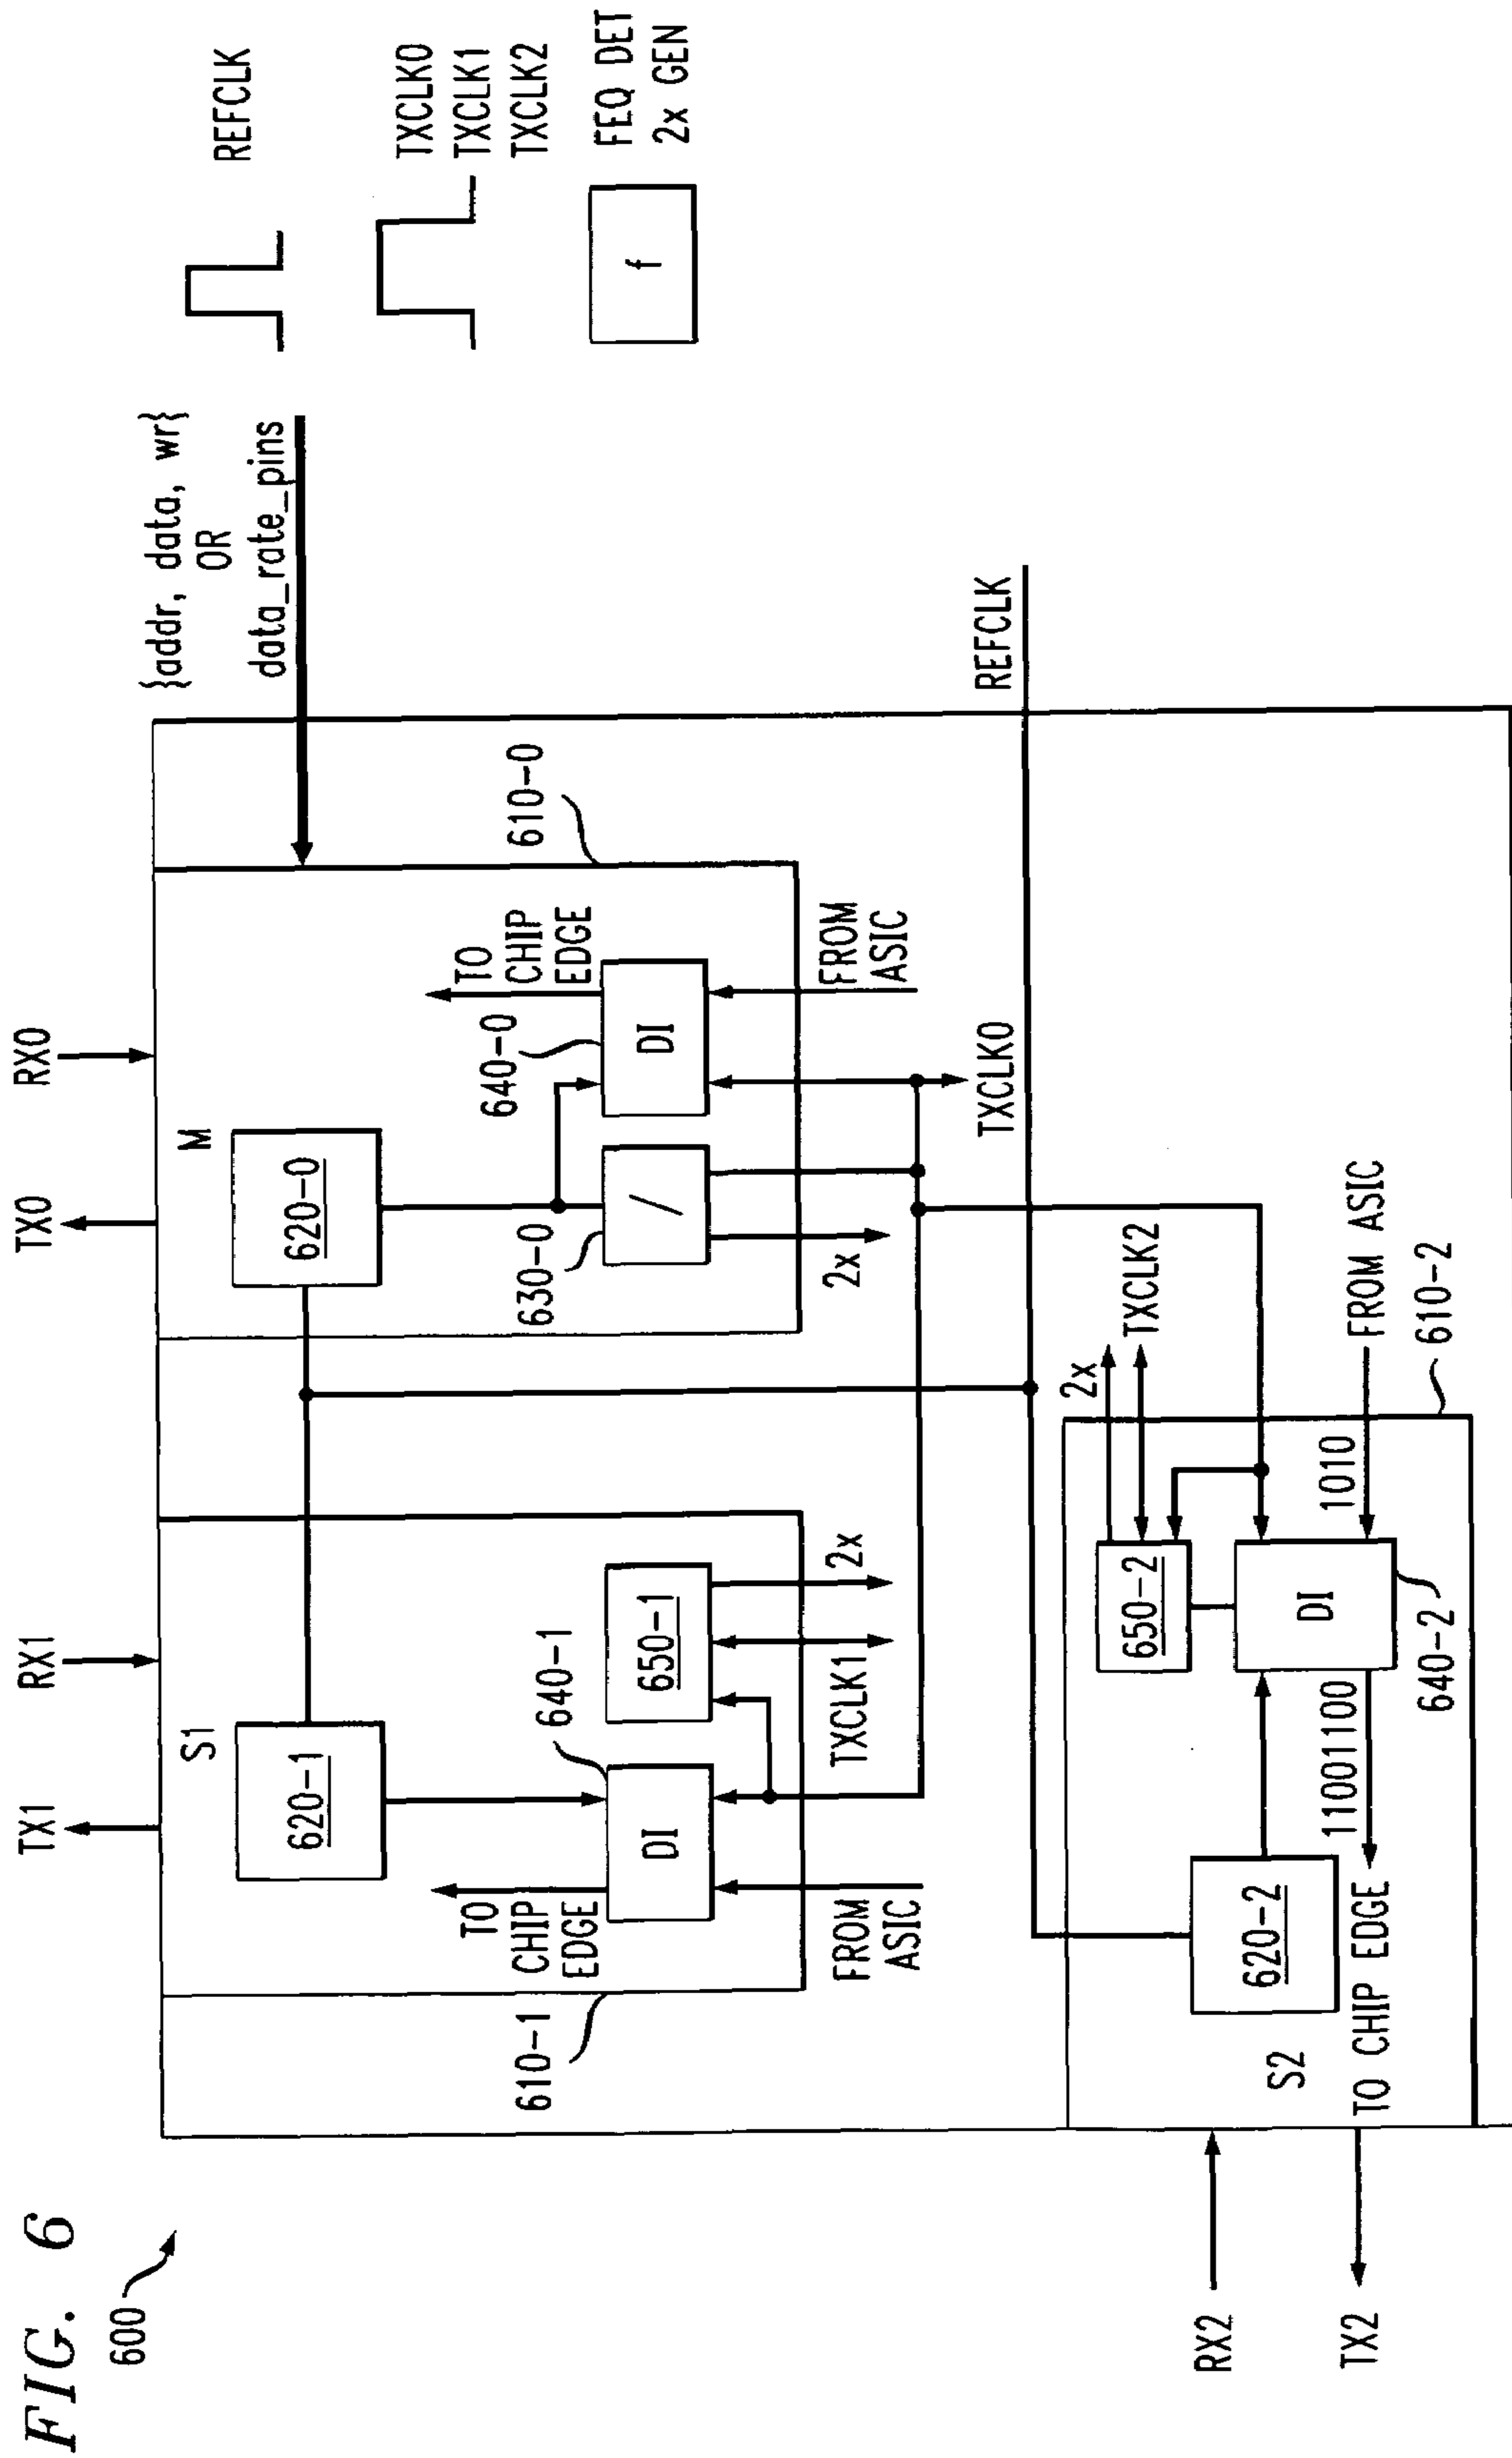 FIG. 6
600
TX1
RX1
TX0
RX0
S1
620-1
M
620-0
}addr, data, wr}
OR
data_rate_pins
REFCLK
TXCLK0
TXCLK1
TXCLK2
f
FEQ DET
2x GEN
610-1
TO
CHIP
EDGE
640-1
DI
650-1
FROM
ASIC
TXCLK1
2x
630-0
/
2x
640-0
DI
TO
CHIP
EDGE
610-0
FROM
ASIC
TXCLK0
REFCLK
RX2
TX2
S2
620-2
TO CHIP EDGE
11001100
650-2
DI
640-2
2x
TXCLK2
1010
FROM ASIC
610-2